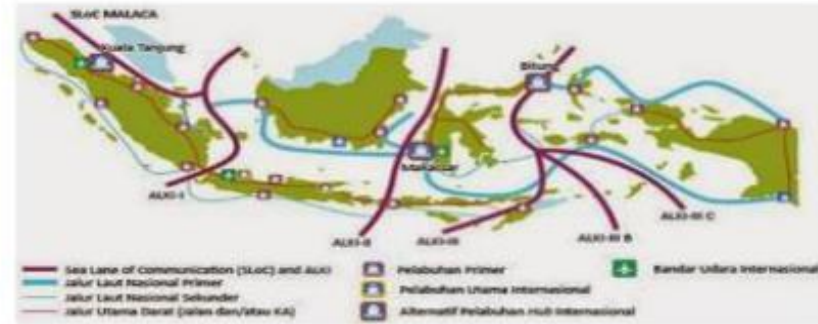 SLoC MALACA
Kuala Tanjung
Bitung
Makassar
ALKI-I
ALKI-II
ALKI-III
ALKI-III B
ALKI-III C
Sea Lane of Communication (SLoC) and ALKI
Jalur Laut Nasional Primer
Jalur Laut Nasional Sekunder
Jalur Utama Darat (Jalan dan/atau KA)
Pelabuhan Primer
Pelabuhan Utama Internasional
Alternatif Pelabuhan Hub Internasional
Bandar Udara Internasional